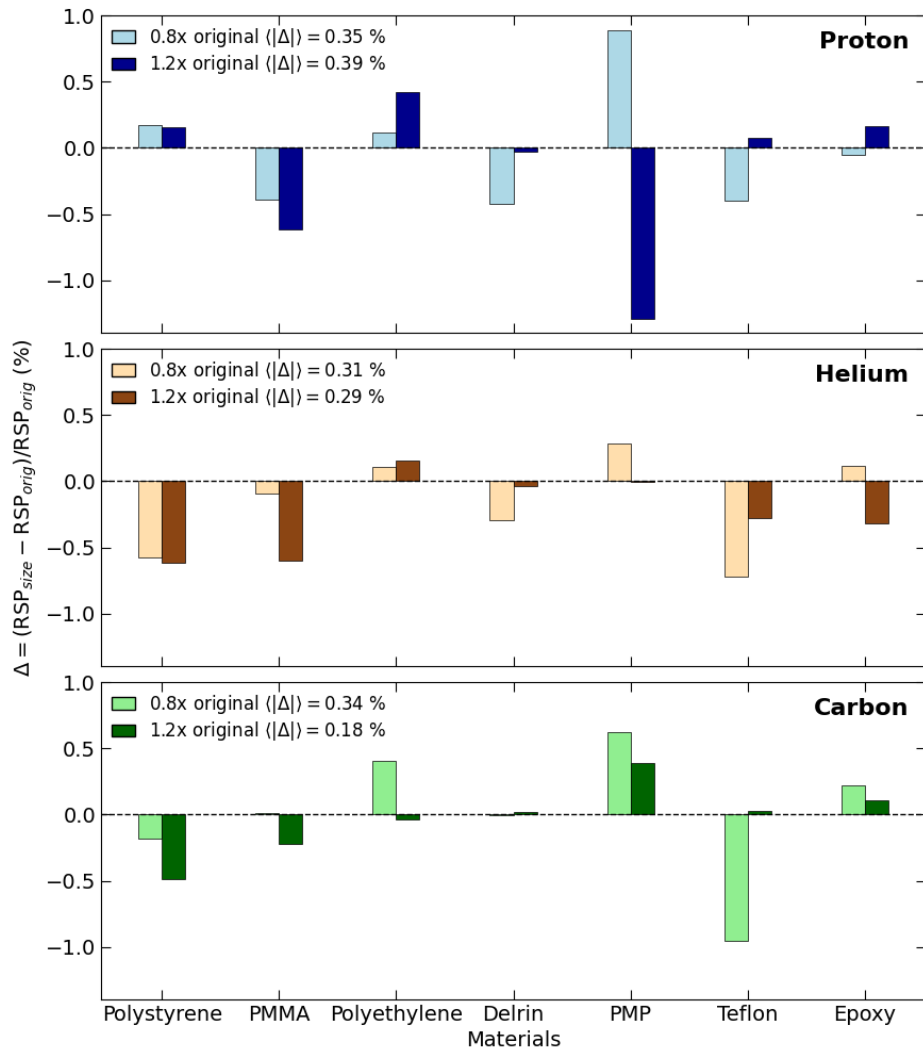 1.0
0.8x original ⟨|Δ|⟩ = 0.35 %
1.2x original ⟨|Δ|⟩ = 0.39 %
Proton
0.5
0.0
−0.5
−1.0
1.0
0.8x original ⟨|Δ|⟩ = 0.31 %
1.2x original ⟨|Δ|⟩ = 0.29 %
Helium
0.5
0.0
−0.5
−1.0
Δ = (RSP_size − RSP_orig)/RSP_orig (%)
1.0
0.8x original ⟨|Δ|⟩ = 0.34 %
1.2x original ⟨|Δ|⟩ = 0.18 %
Carbon
0.5
0.0
−0.5
−1.0
Polystyrene PMMA Polyethylene Delrin PMP Teflon Epoxy
Materials